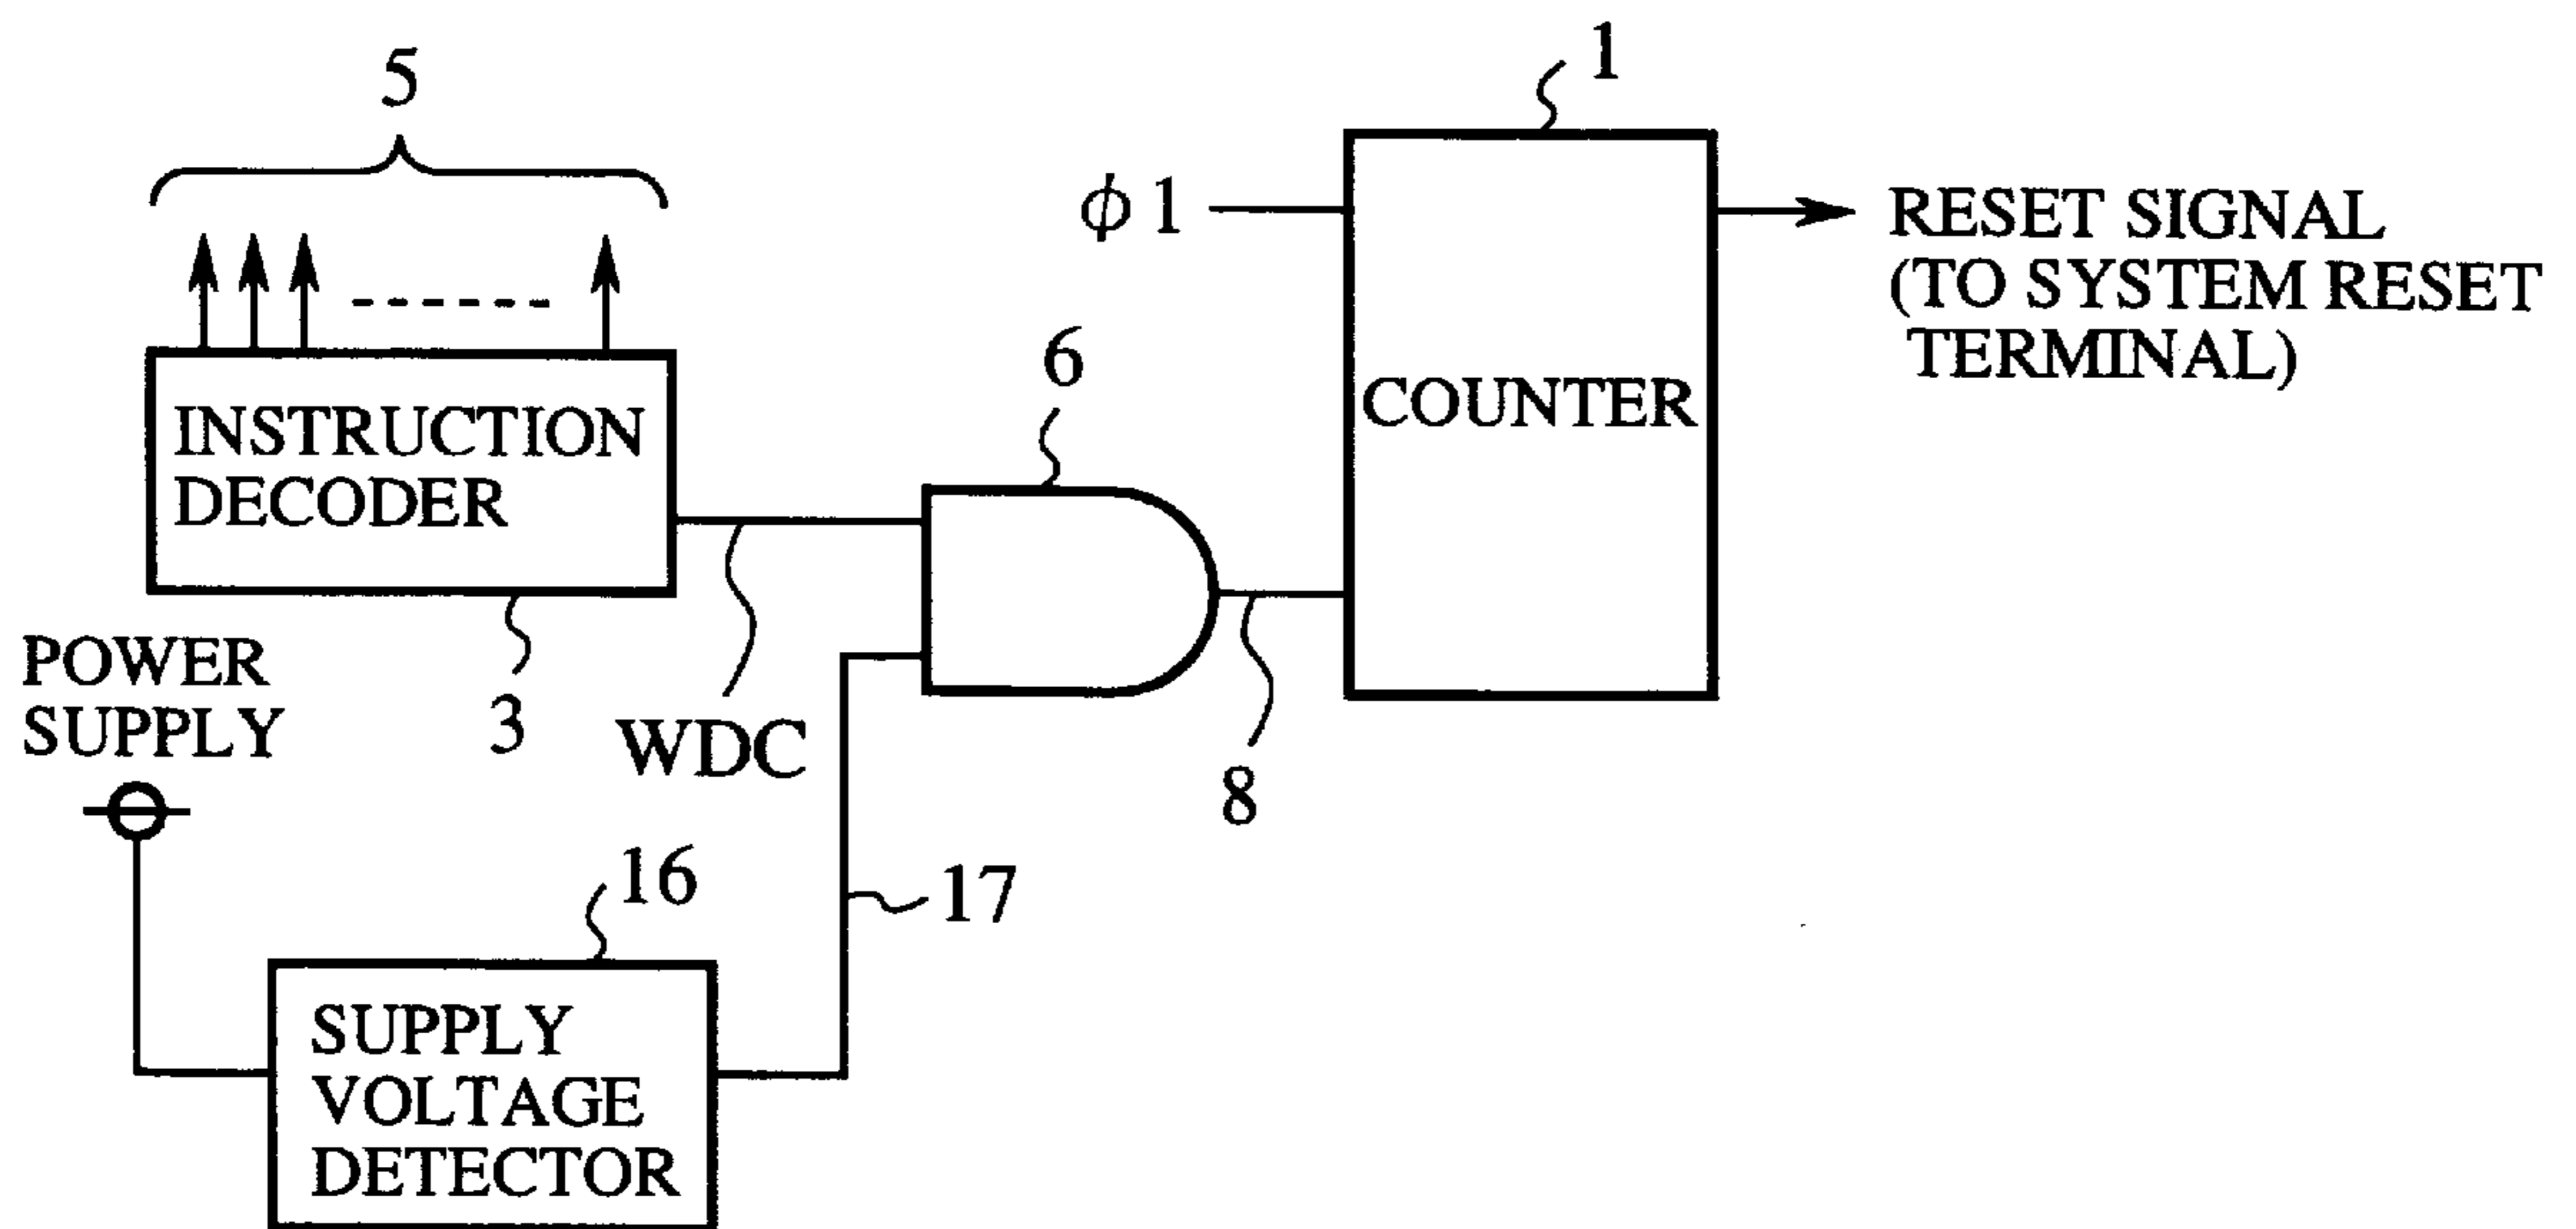 5
1
φ1
RESET SIGNAL
(TO SYSTEM RESET
TERMINAL)
6
COUNTER
INSTRUCTION
DECODER
POWER
SUPPLY
3
WDC
8
16
17
SUPPLY
VOLTAGE
DETECTOR